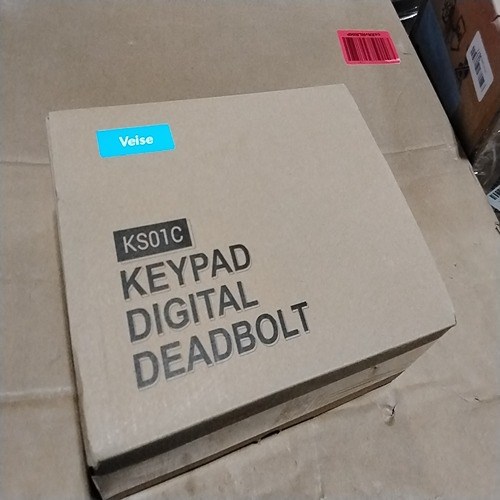 Veise
KS01C
KEYPAD
DIGITAL
DEADBOLT